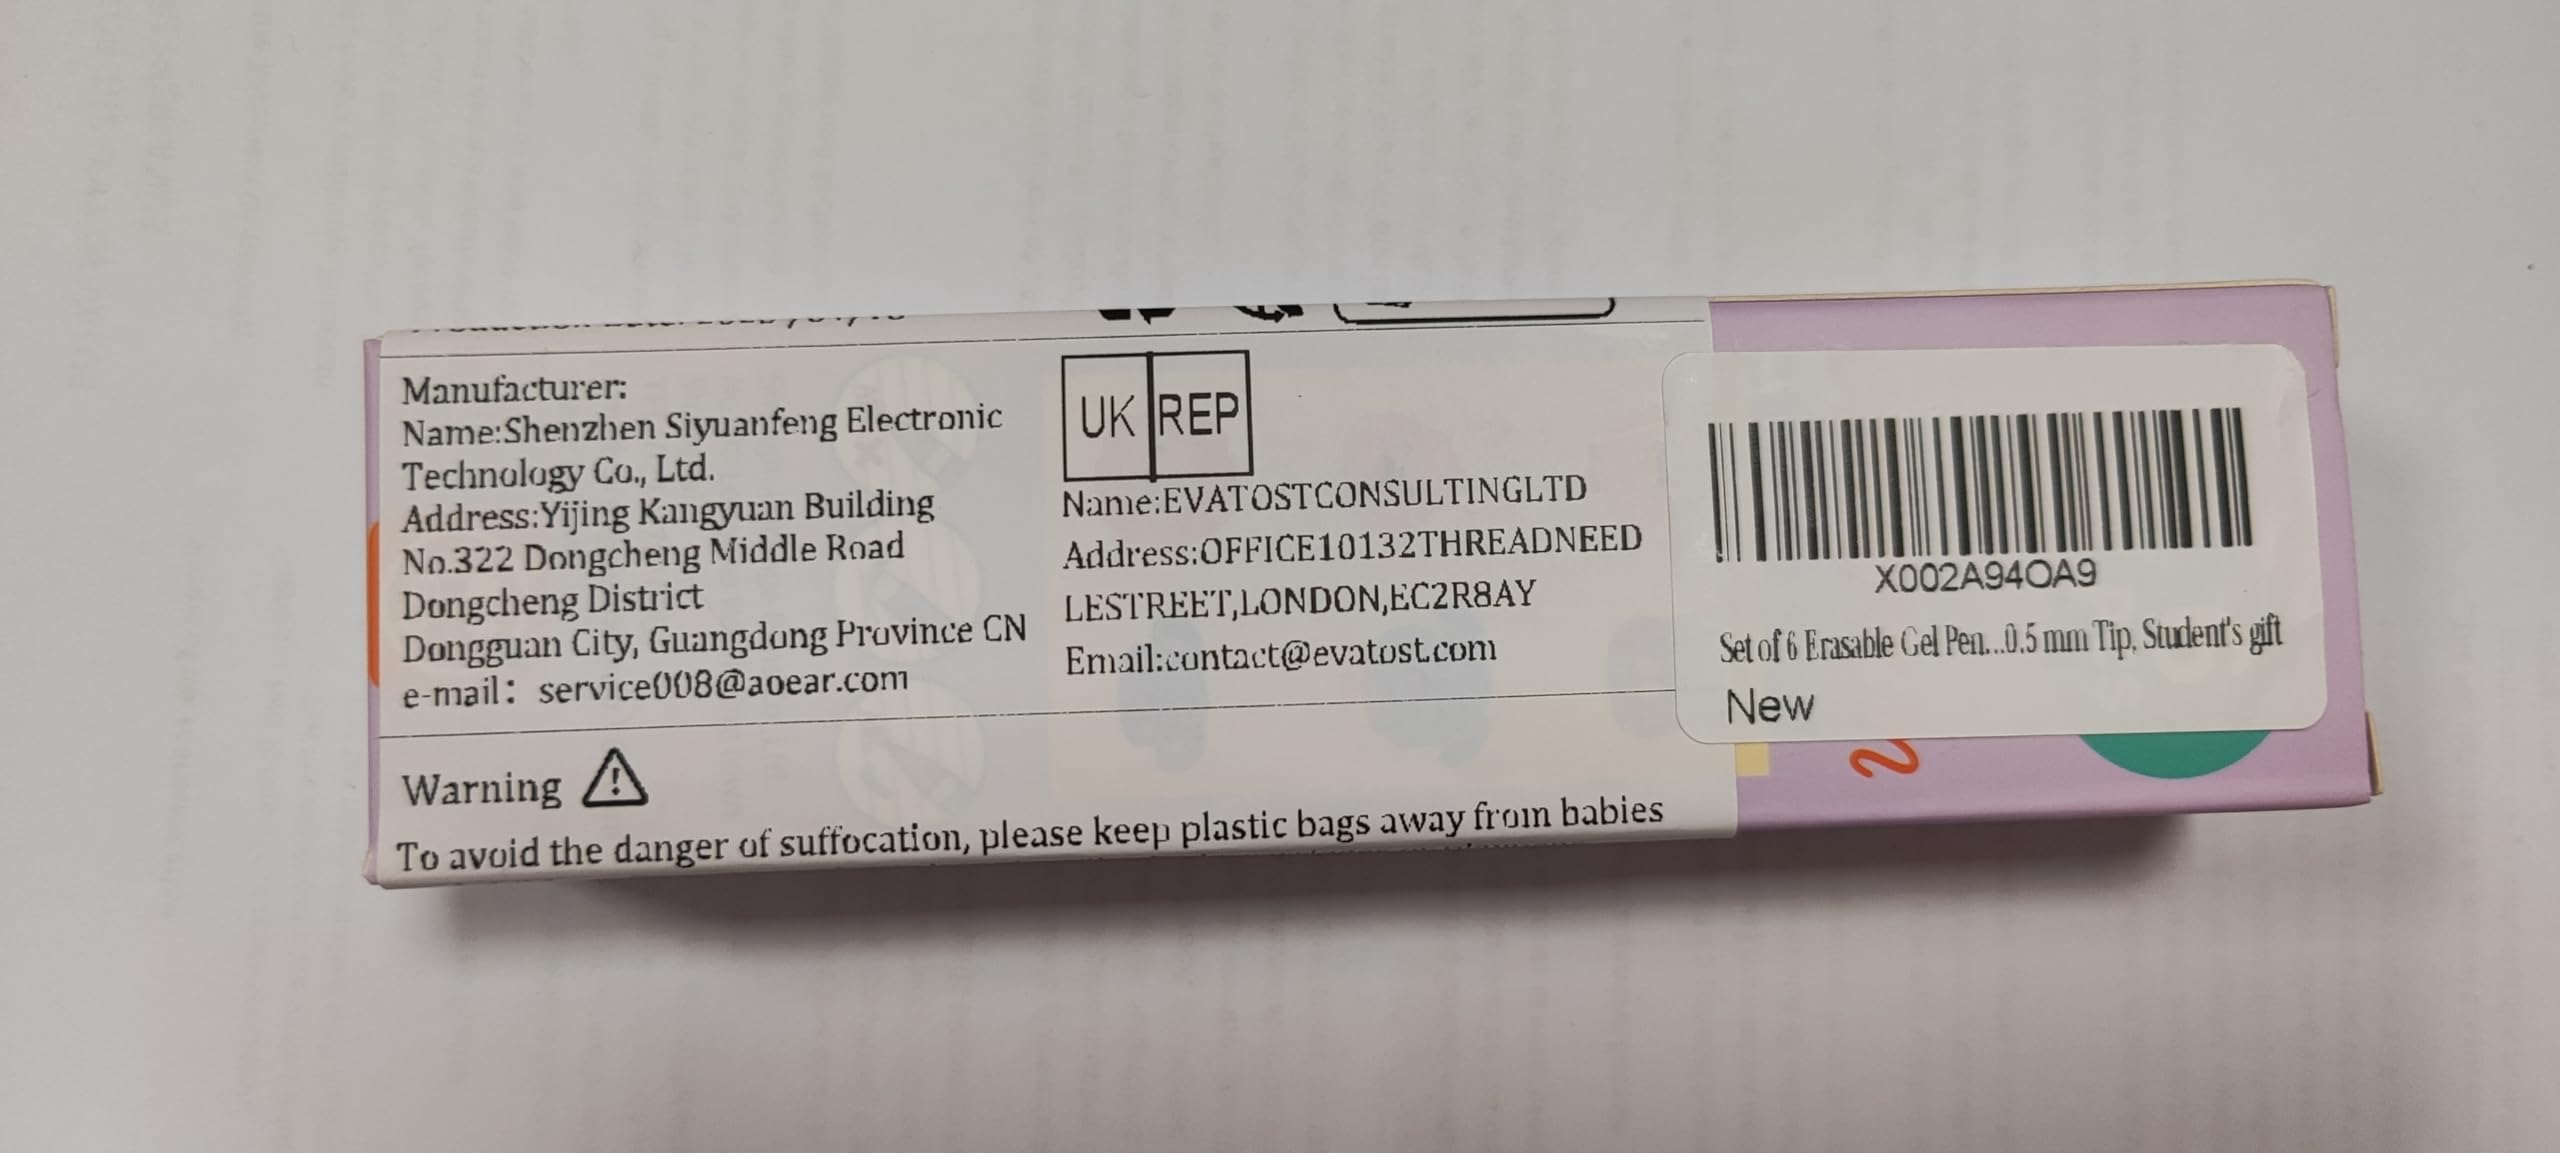 Manufacturer:
Name:Shenzhen Siyuanfeng Electronic
Technology Co., Ltd.
Address:Yijing Kangyuan Building
No.322 Dongcheng Middle Road
Dongcheng District
Dongguan City, Guangdong Province CN
e-mail: service008@aoear.com
UK REP
Name:EVATOSTCONSULTINGLTD
Address:OFFICE10132THREADNEED
LESTREET,LONDON,EC2R8AY
Email:contact@evatost.com
Warning
To avoid the danger of suffocation, please keep plastic bags away from babies
X002A94OA9
Set of 6 Erasable Gel Pen...0.5 mm Tip, Student's gift
New